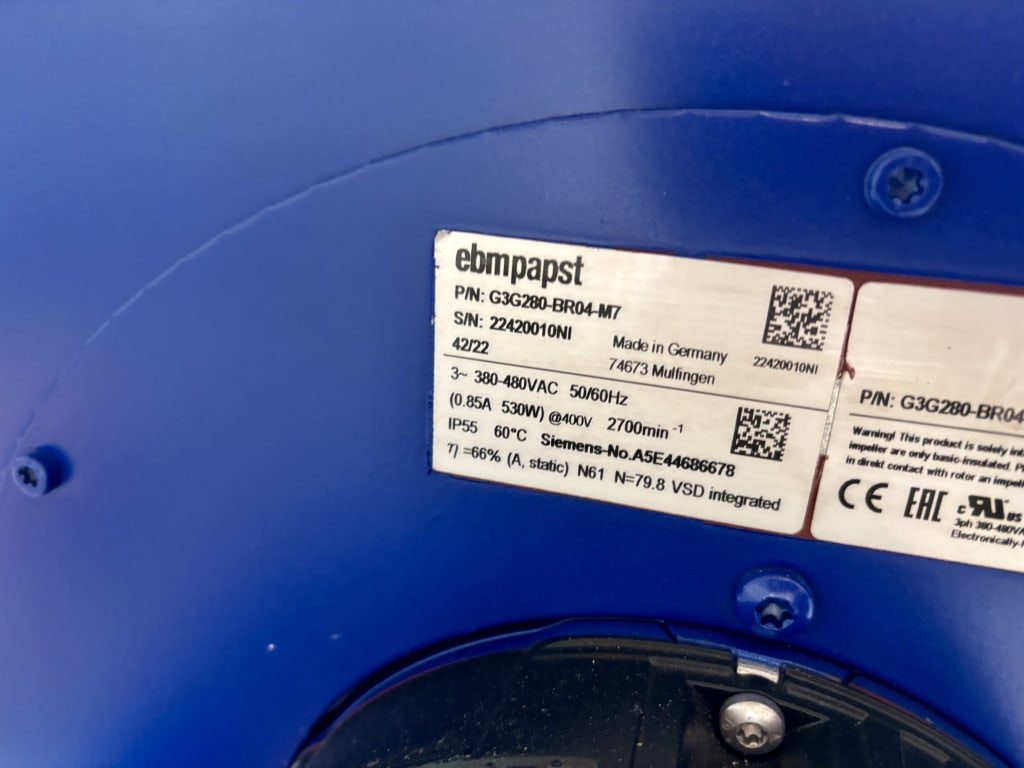 ebmpapst
P/N: G3G280-BR04-M7
S/N: 22420010NI
42/22
Made in Germany
74673 Mulfingen
22420010NI
3~ 380-480VAC 50/60Hz
(0.85A 530W) @400V 2700min⁻¹
IP55 60°C Siemens-No.A5E44686678
η =66% (A, static) N61 N=79.8 VSD integrated
P/N: G3G280-BR04
Warning! This product is solely
impeller are only basic-insulated.
in direkt contact with rotor an
CE EAC c RU us
3ph 380-480VA
Electronically-